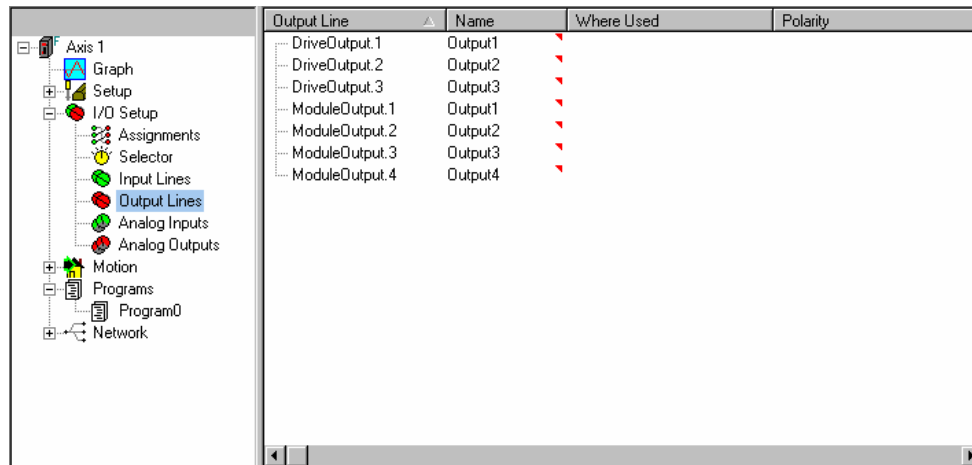 Output Line Name Where Used Polarity
Axis 1
Graph
Setup
I/O Setup
Assignments
Selector
Input Lines
Output Lines
Analog Inputs
Analog Outputs
Motion
Programs
Program0
Network
DriveOutput.1 Output1
DriveOutput.2 Output2
DriveOutput.3 Output3
ModuleOutput.1 Output1
ModuleOutput.2 Output2
ModuleOutput.3 Output3
ModuleOutput.4 Output4